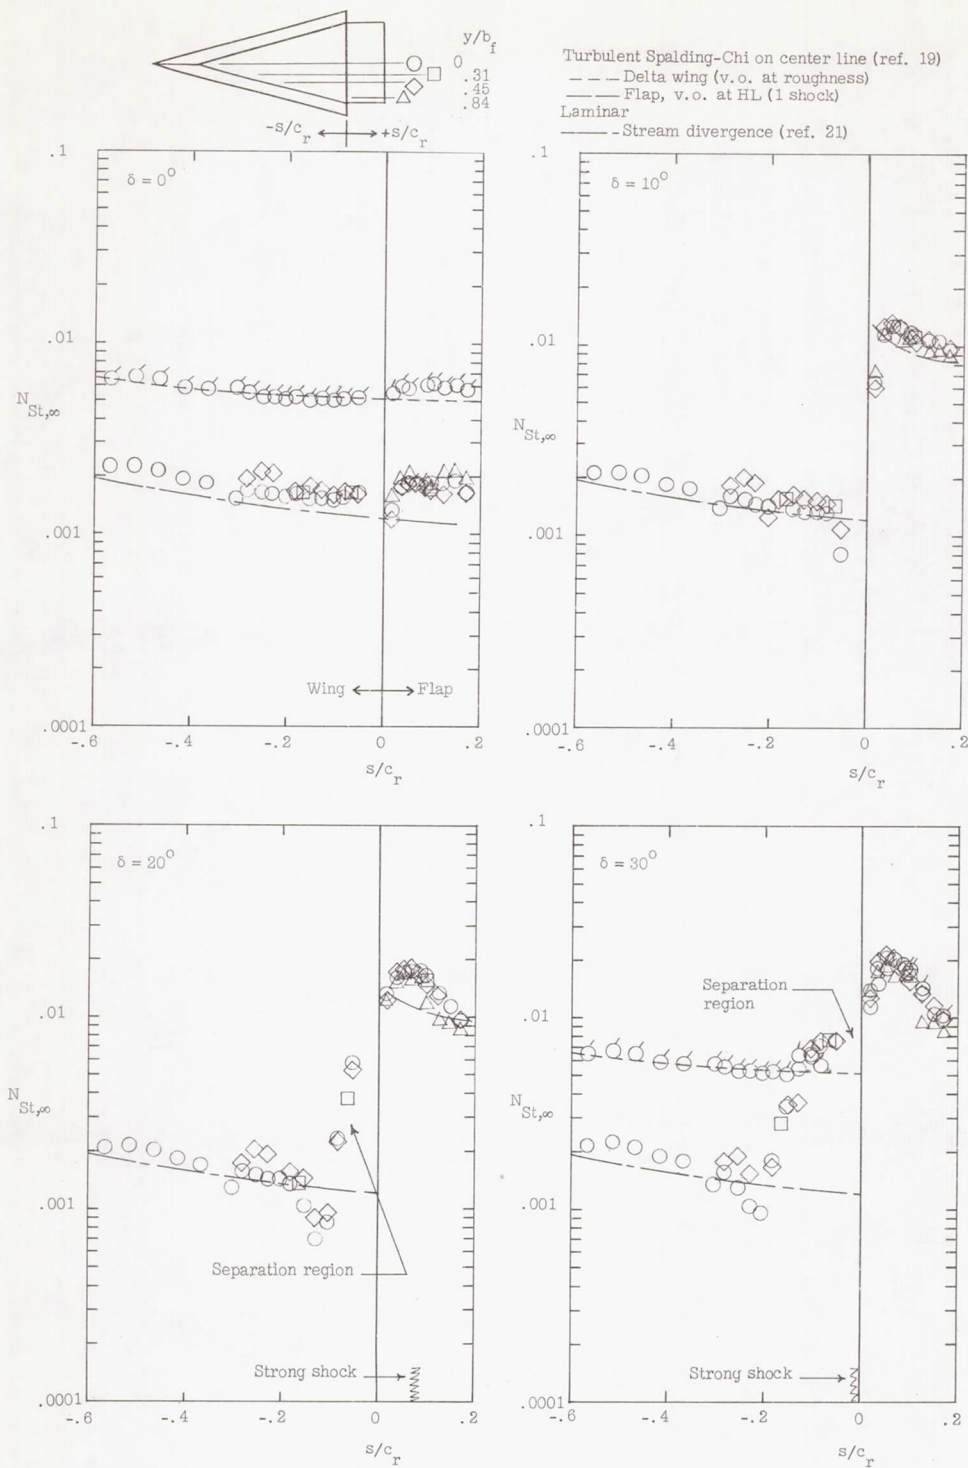 y/b_f
0
.31
.45
.84
-s/c_r +s/c_r
Turbulent Spalding-Chi on center line (ref. 19)
Delta wing (v.o. at roughness)
Flap, v.o. at HL (1 shock)
Laminar
Stream divergence (ref. 21)
.1
δ = 0°
.01
N_St,∞
.001
Wing Flap
.0001
-.6 -.4 -.2 0 .2
s/c_r
.1
δ = 10°
.01
N_St,∞
.001
.0001
-.6 -.4 -.2 0 .2
s/c_r
.1
δ = 20°
.01
N_St,∞
.001
Separation region
Strong shock
.0001
-.6 -.4 -.2 0 .2
s/c_r
.1
δ = 30°
Separation
region
.01
N_St,∞
.001
Strong shock
.0001
-.6 -.4 -.2 0 .2
s/c_r